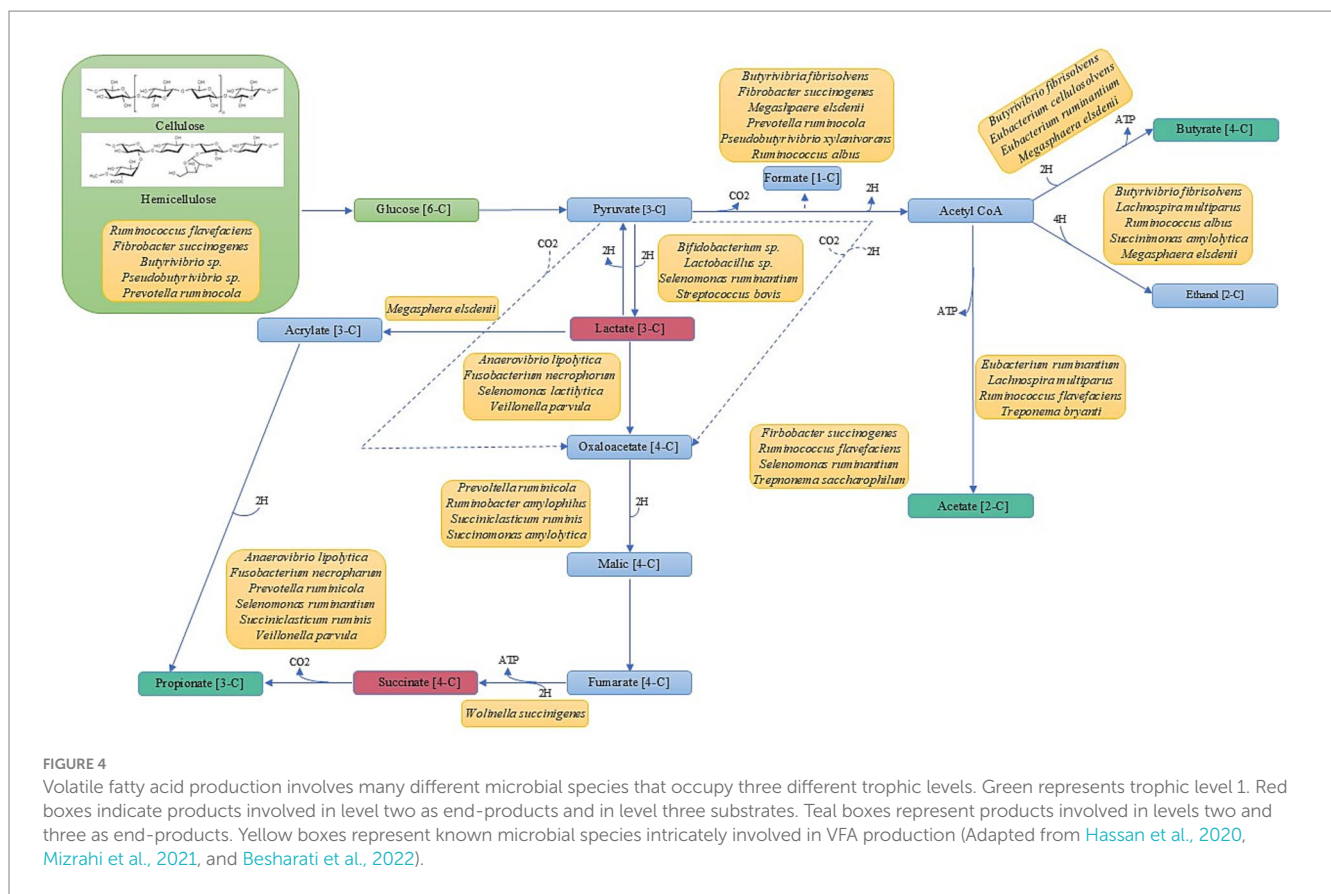 Cellulose
Hemicellulose
Ruminococcus flavefaciens
Fibrobacter succinogenes
Butyrivibrio sp.
Pseudobutyrivibrio sp.
Prevotella ruminocola
Glucose [6-C]
Pyruvate [3-C]
CO2
Butyrivibria fibrisolvens
Fibrobacter succinogenes
Megashpaere elsdenii
Prevotella ruminocola
Pseudobutyrivibrio xylanivorans
Ruminococcus albus
Formate [1-C]
2H
Acetyl CoA
Butyrivibrio fibrisolvens
Eubacterium cellulosolvens
Eubacterium ruminantium
Megasphaera elsdenii
2H
ATP
Butyrate [4-C]
4H
Butyrivibrio fibrisolvens
Lachnospira multiparus
Ruminococcus albus
Succinimonas amylolytica
Megasphaera elsdenii
Ethanol [2-C]
CO2
2H
2H
Bifidobacterium sp.
Lactobacillus sp.
Selenomonas ruminantium
Streptococcus bovis
CO2
2H
Megasphera elsdenii
Acrylate [3-C]
Lactate [3-C]
ATP
Anaerovibrio lipolytica
Fusobacterium necrophorum
Selenomonas lactilytica
Veillonella parvula
Eubacterium ruminantium
Lachnospira multiparus
Ruminococcus flavefaciens
Treponema bryanti
Oxaloacetate [4-C]
Firbobacter succinogenes
Ruminococcus flavefaciens
Selenomonas ruminantium
Trepnonema saccharophilum
2H
Prevoltella ruminicola
Ruminobacter amylophilus
Succiniclasticum ruminis
Succinomonas amylolytica
2H
Acetate [2-C]
Malic [4-C]
Anaerovibrio lipolytica
Fusobacterium necropharum
Prevotella ruminicola
Selenomonas ruminantium
Succiniclasticum ruminis
Veillonella parvula
Propionate [3-C]
CO2
Succinate [4-C]
ATP
2H
Fumarate [4-C]
Wolinella succinigenes
FIGURE 4
Volatile fatty acid production involves many different microbial species that occupy three different trophic levels. Green represents trophic level 1. Red
boxes indicate products involved in level two as end-products and in level three substrates. Teal boxes represent products involved in levels two and
three as end-products. Yellow boxes represent known microbial species intricately involved in VFA production (Adapted from Hassan et al., 2020,
Mizrahi et al., 2021, and Besharati et al., 2022).